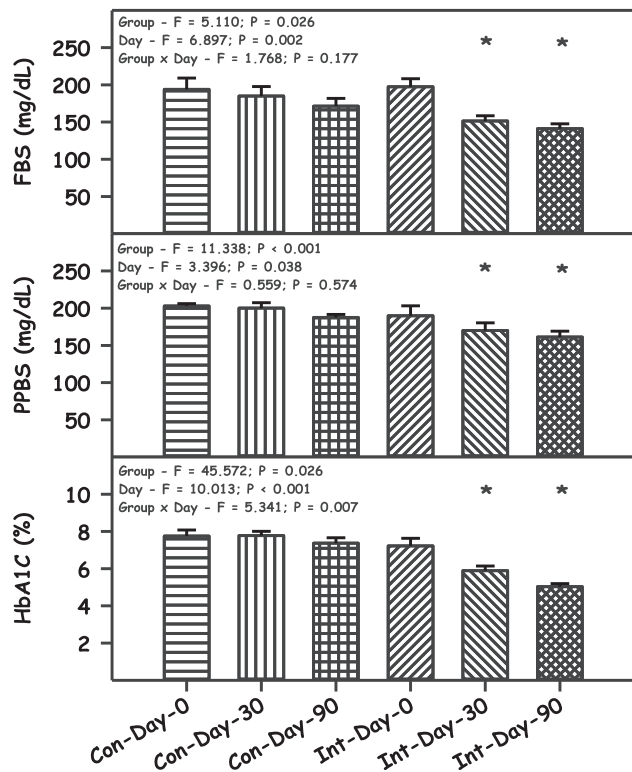 Group - F = 5.110; P = 0.026
Day - F = 6.897; P = 0.002
Group x Day - F = 1.768; P = 0.177
* *
FBS (mg/dL)
250
200
150
100
50
Group - F = 11.338; P < 0.001
Day - F = 3.396; P = 0.038
Group x Day - F = 0.559; P = 0.574
* *
PPBS (mg/dL)
250
200
150
100
50
Group - F = 45.572; P = 0.026
Day - F = 10.013; P < 0.001
Group x Day - F = 5.341; P = 0.007
* *
HbA1C (%)
10
8
6
4
2
Con-Day-0
Con-Day-30
Con-Day-90
Int-Day-0
Int-Day-30
Int-Day-90